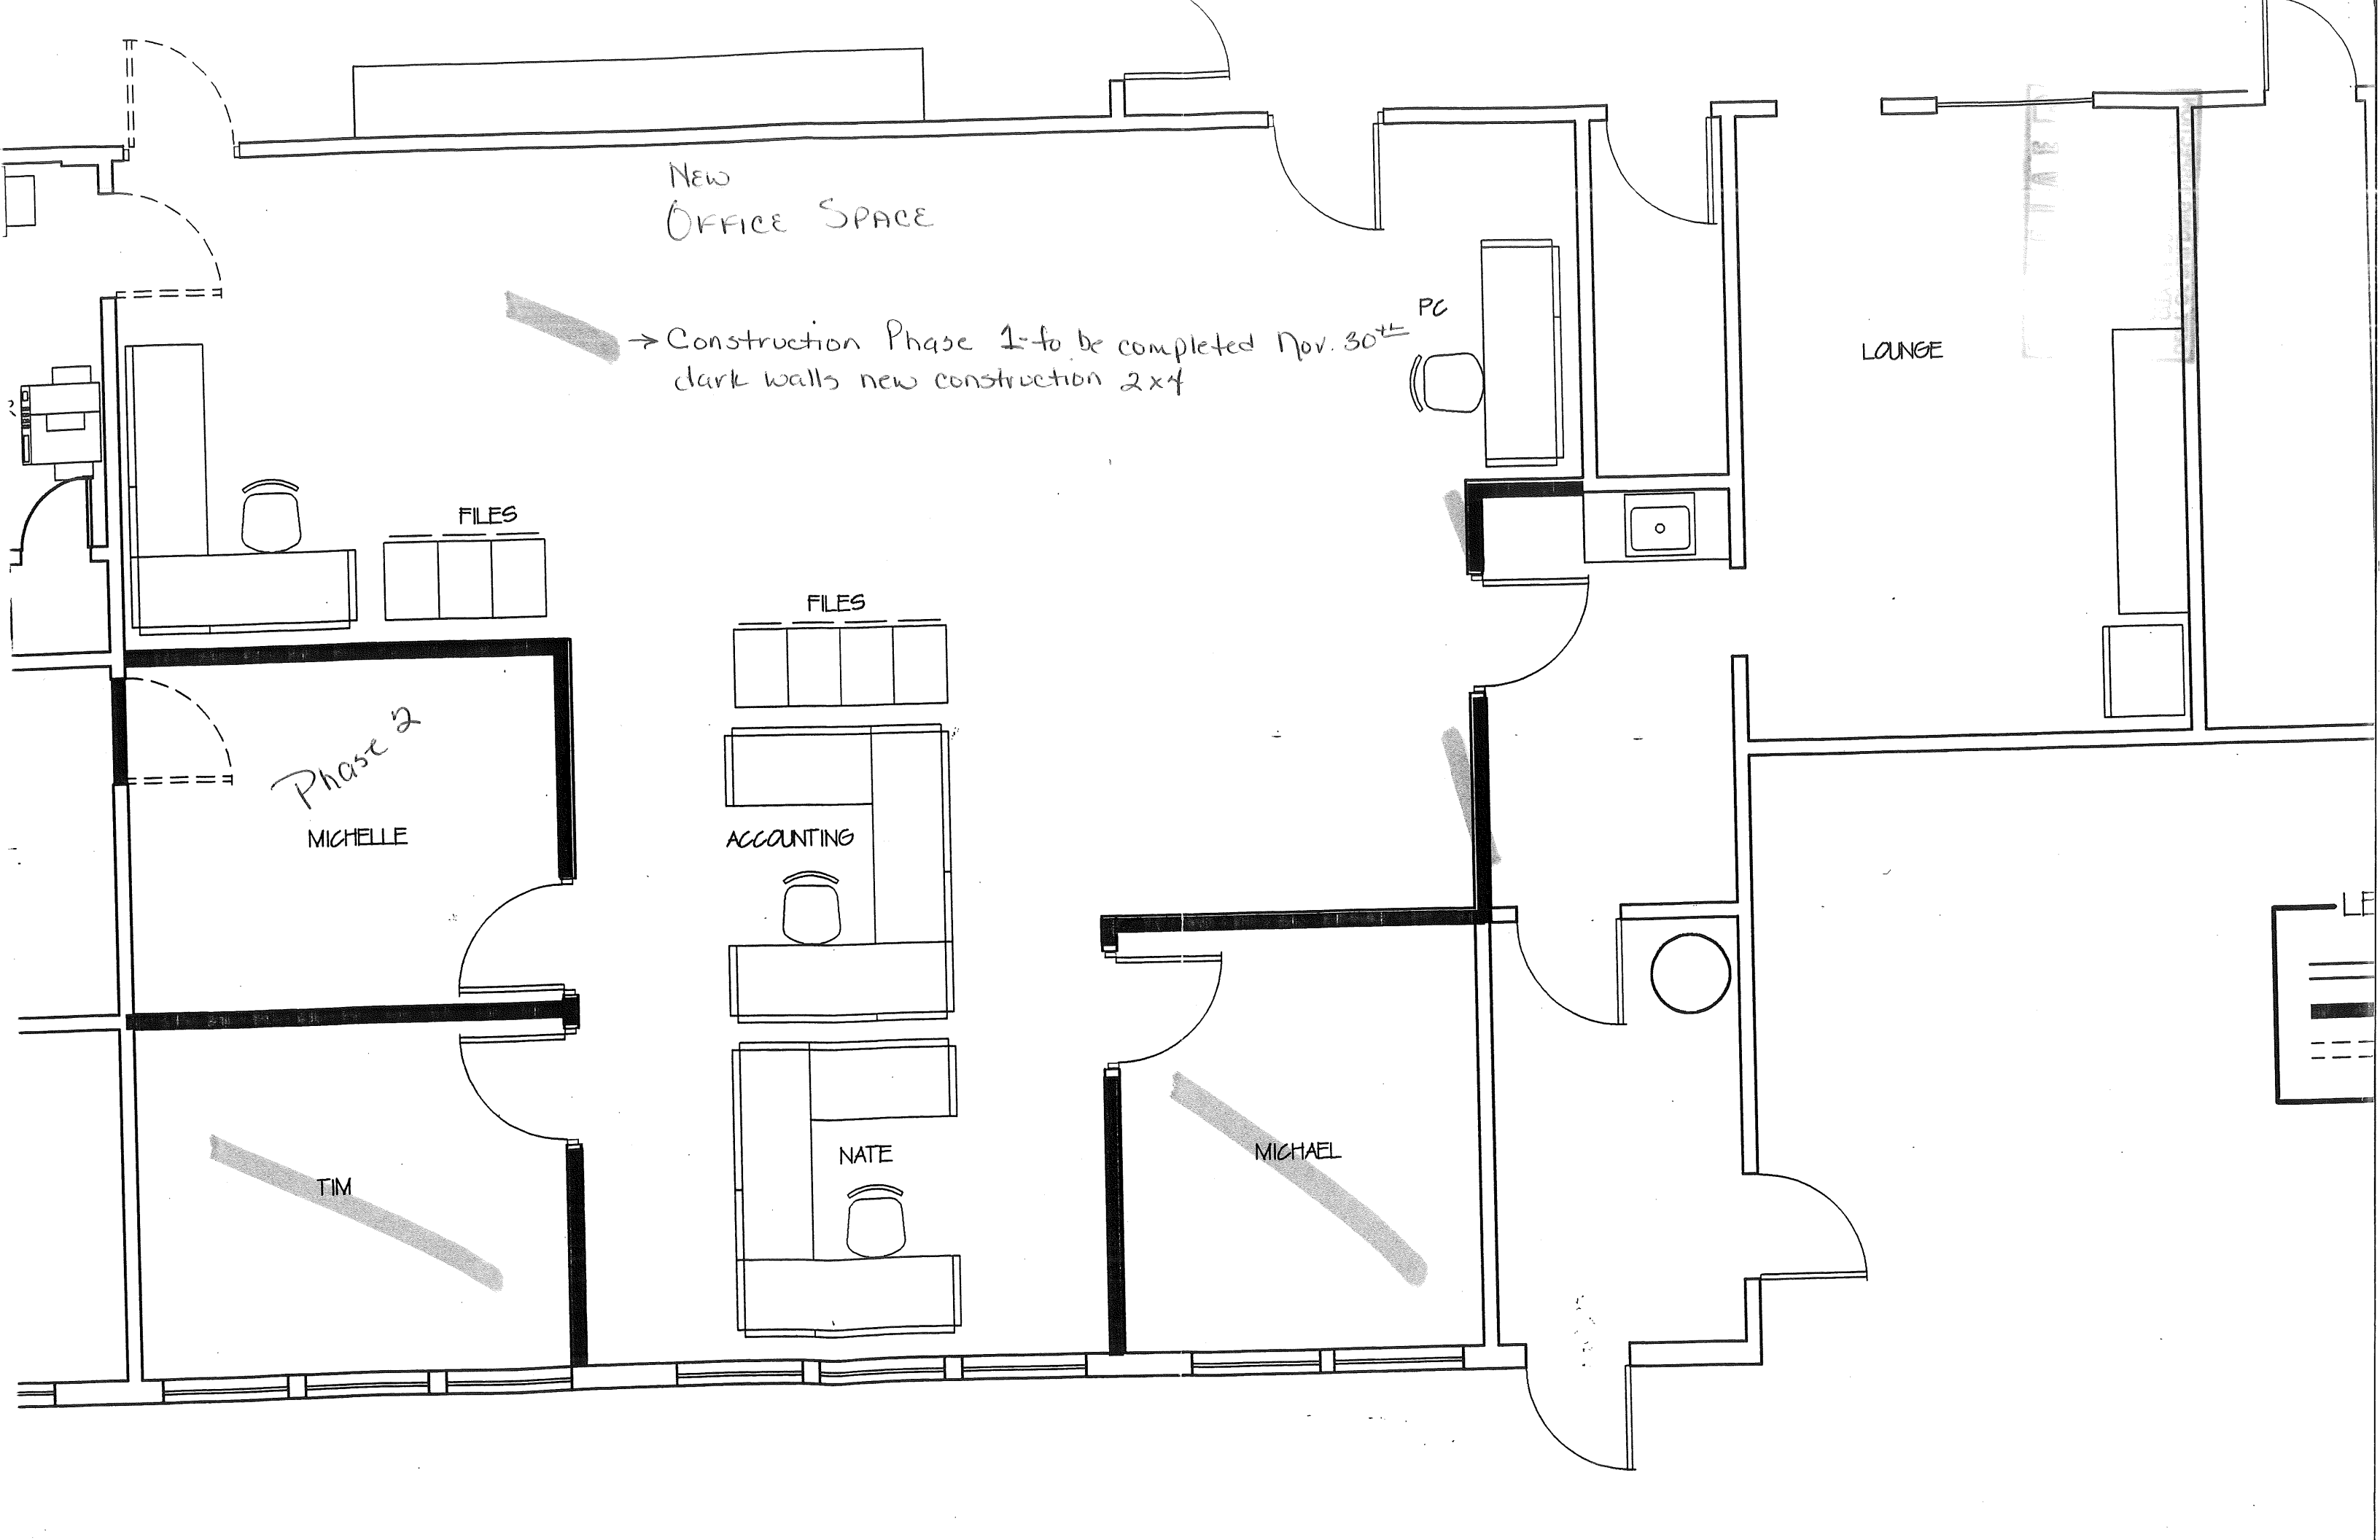 New
OFFICE SPACE
→ Construction Phase 1-to be completed Nov. 30th
dark walls new construction 2x4
PC
LOUNGE
FILES
FILES
Phase 2
MICHELLE
ACCOUNTING
NATE
MICHAEL
TIM
LE